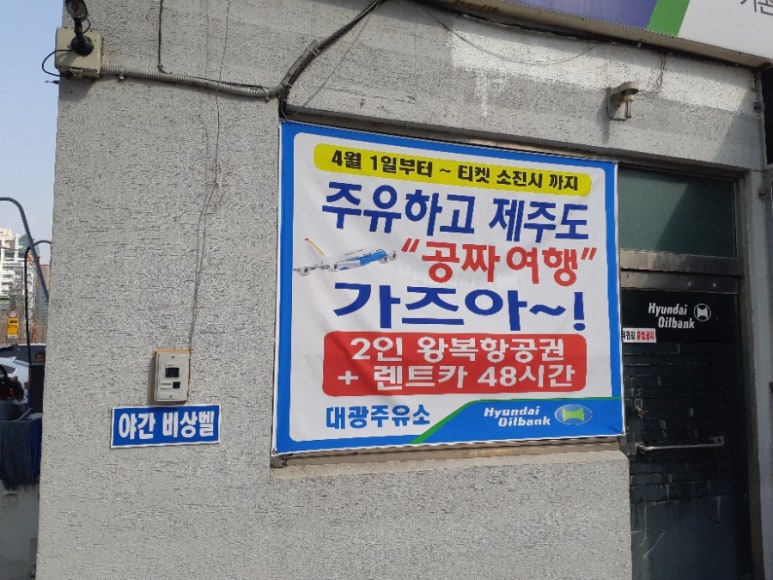 4월 1일부터 ~ 티켓 소진시 까지
주유하고 제주도
“공짜 여행”
가즈아~!
2인 왕복항공권
+ 렌트카 48시간
대광주유소
Hyundai
Oilbank
야간 비상벨
Hyundai
Oilbank